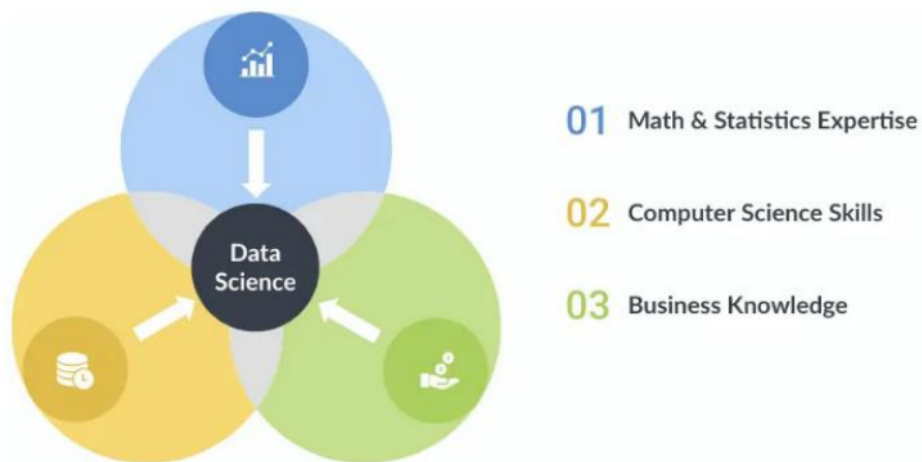 Data
Science
01 Math & Statistics Expertise
02 Computer Science Skills
03 Business Knowledge